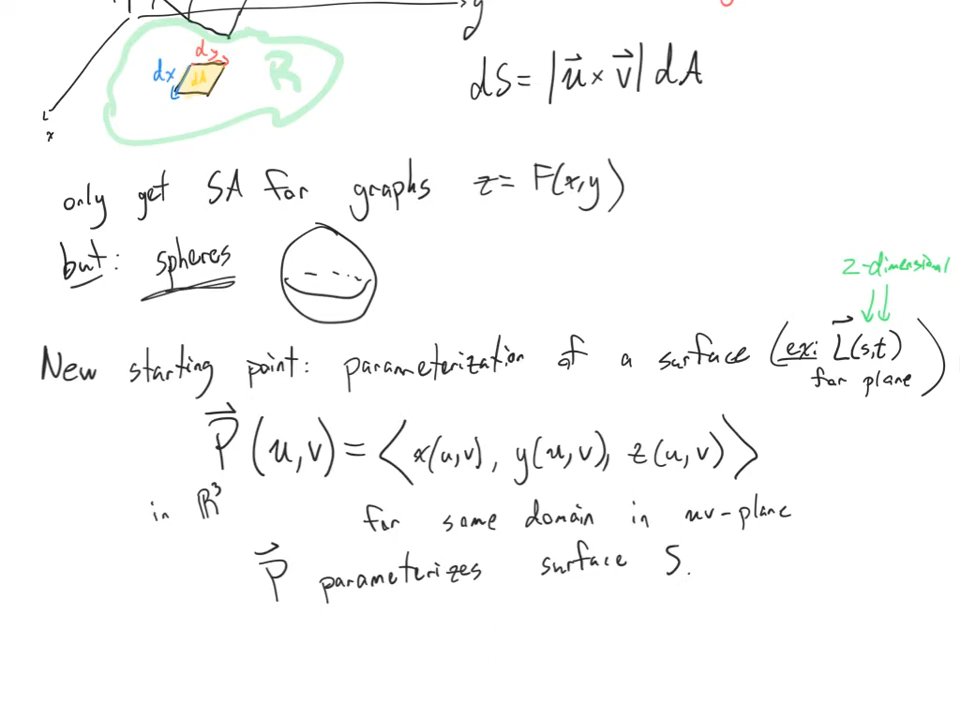 y
dy
dx
dA
R
x
dS = |u⃗ × v⃗| dA
only get SA for graphs z = F(x,y)
but: spheres
2-dimensional
New starting point: parameterization of a surface (ex: L⃗(s,t)
for plane)
P⃗(u,v) = ⟨x(u,v), y(u,v), z(u,v)⟩
in ℝ³
for some domain in uv-plane
P⃗ parameterizes surface S.